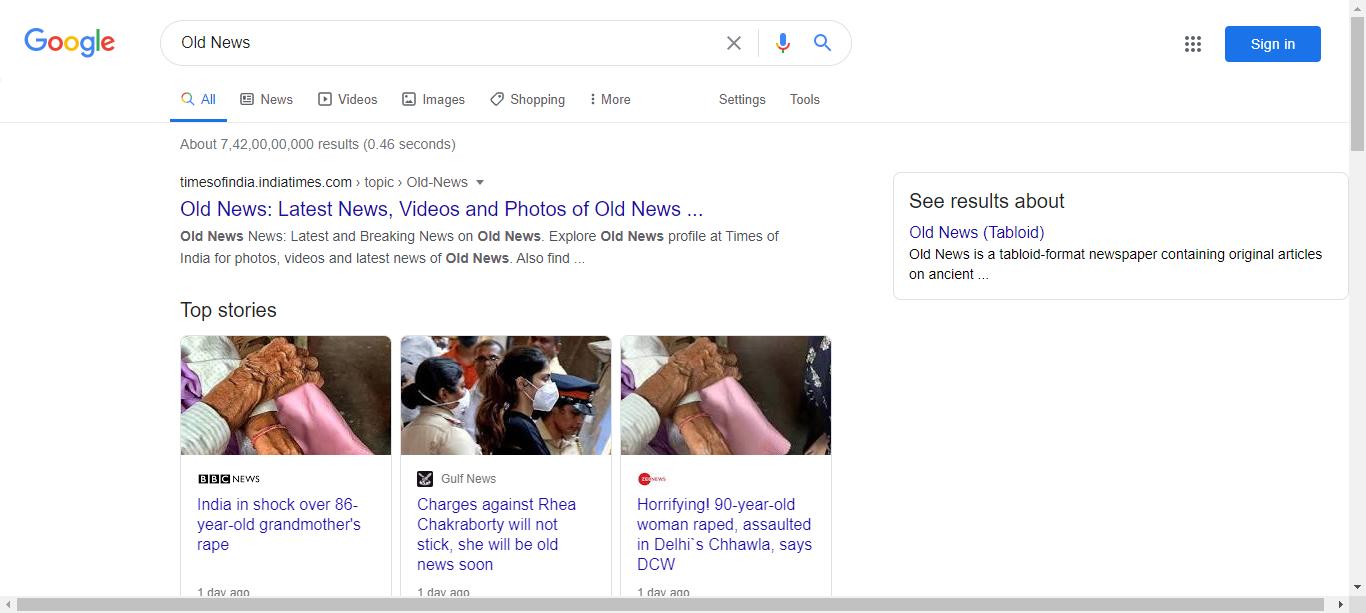 Google
Old News
Sign in
All News Videos Images Shopping More Settings Tools
About 7,42,00,00,000 results (0.46 seconds)
timesofindia.indiatimes.com › topic › Old-News
Old News: Latest News, Videos and Photos of Old News ...
Old News News: Latest and Breaking News on Old News. Explore Old News profile at Times of
India for photos, videos and latest news of Old News. Also find ...
See results about
Old News (Tabloid)
Old News is a tabloid-format newspaper containing original articles
on ancient ...
Top stories
BBC NEWS
India in shock over 86-
year-old grandmother's
rape
1 day ago
Gulf News
Charges against Rhea
Chakraborty will not
stick, she will be old
news soon
1 day ago
ZEE NEWS
Horrifying! 90-year-old
woman raped, assaulted
in Delhi`s Chhawla, says
DCW
1 day ago